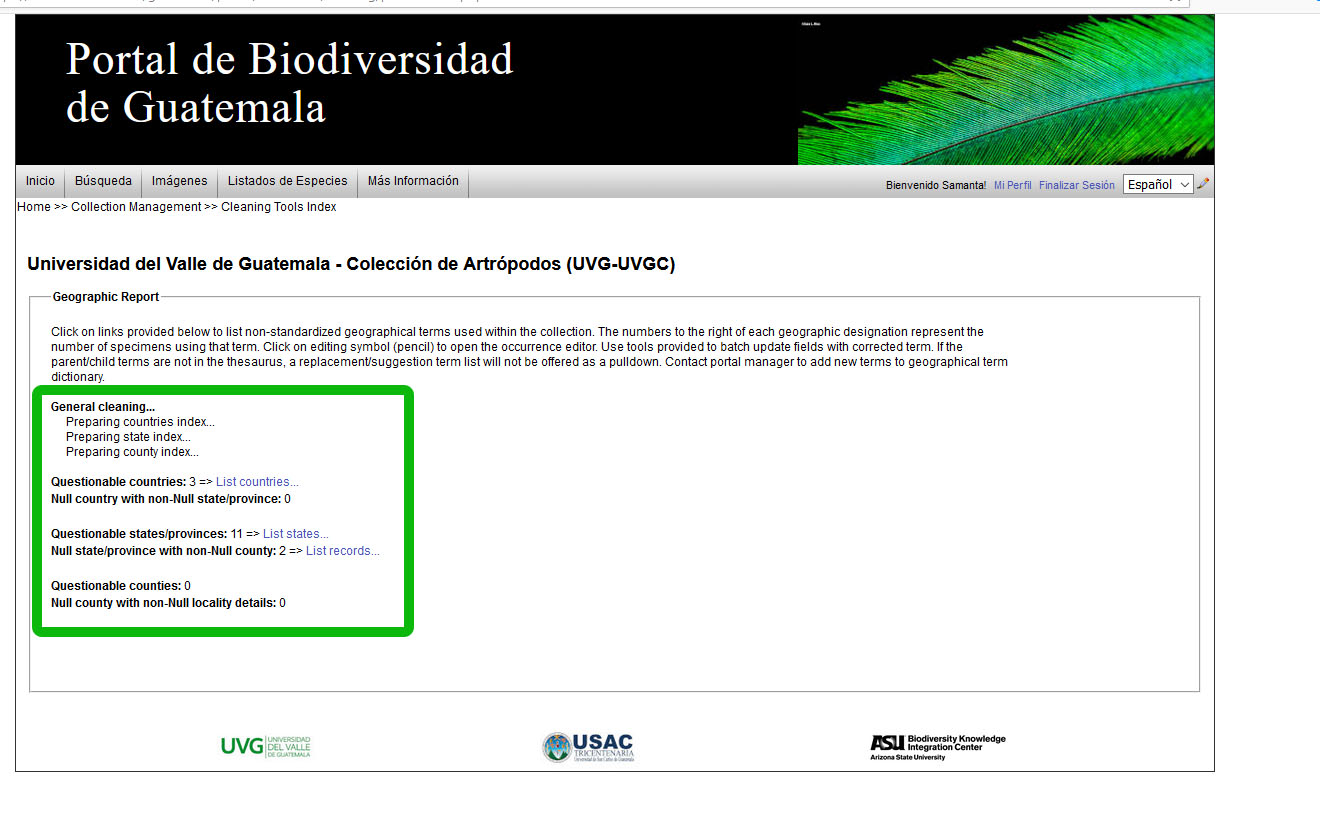 Portal de Biodiversidad
de Guatemala
Inicio
Búsqueda
Imágenes
Listados de Especies
Más Información
Bienvenido Samanta!
Mi Perfil
Finalizar Sesión
Español
Home >> Collection Management >> Cleaning Tools Index
Universidad del Valle de Guatemala - Colección de Artrópodos (UVG-UVGC)
Geographic Report
Click on links provided below to list non-standardized geographical terms used within the collection. The numbers to the right of each geographic designation represent the
number of specimens using that term. Click on editing symbol (pencil) to open the occurrence editor. Use tools provided to batch update fields with corrected term. If the
parent/child terms are not in the thesaurus, a replacement/suggestion term list will not be offered as a pulldown. Contact portal manager to add new terms to geographical term
dictionary.
General cleaning...
Preparing countries index...
Preparing state index...
Preparing county index...
Questionable countries: 3 => List countries...
Null country with non-Null state/province: 0
Questionable states/provinces: 11 => List states...
Null state/province with non-Null county: 2 => List records...
Questionable counties: 0
Null county with non-Null locality details: 0
UVG
UNIVERSIDAD
DEL VALLE
DE GUATEMALA
USAC
TRICENTENARIA
Universidad de San Carlos de Guatemala
ASU
Biodiversity Knowledge
Integration Center
Arizona State University